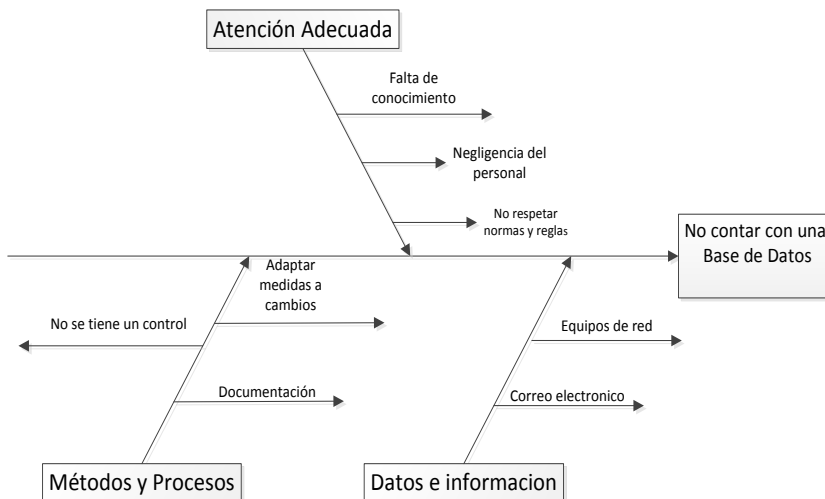 Atención Adecuada
Falta de
conocimiento
Negligencia del
personal
No respetar
normas y reglas
No contar con una
Base de Datos
Adaptar
medidas a
cambios
No se tiene un control
Documentación
Equipos de red
Correo electronico
Métodos y Procesos
Datos e informacion